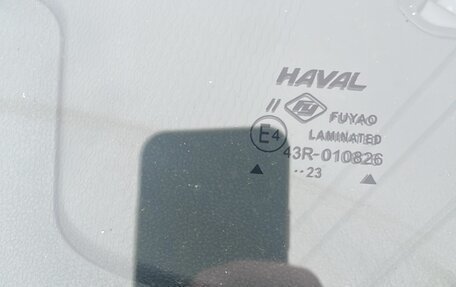 HAVAL
//
FUYAO
LAMINATED
E4
43R-010826
··23